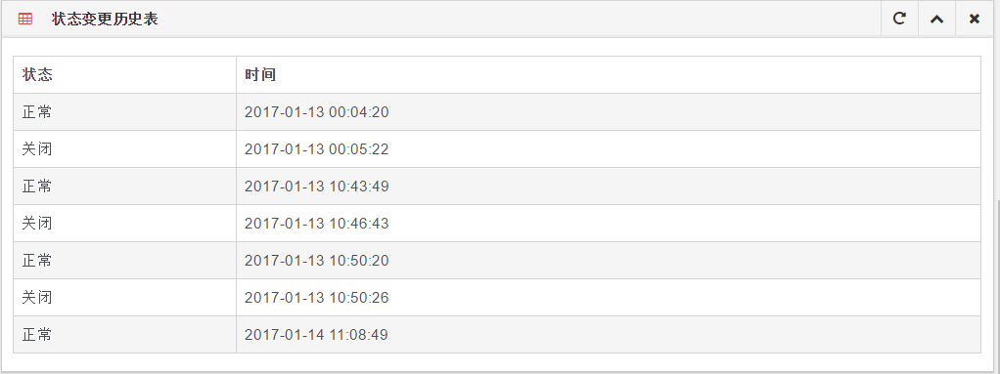 状态变更历史表
状态 时间
正常 2017-01-13 00:04:20
关闭 2017-01-13 00:05:22
正常 2017-01-13 10:43:49
关闭 2017-01-13 10:46:43
正常 2017-01-13 10:50:20
关闭 2017-01-13 10:50:26
正常 2017-01-14 11:08:49